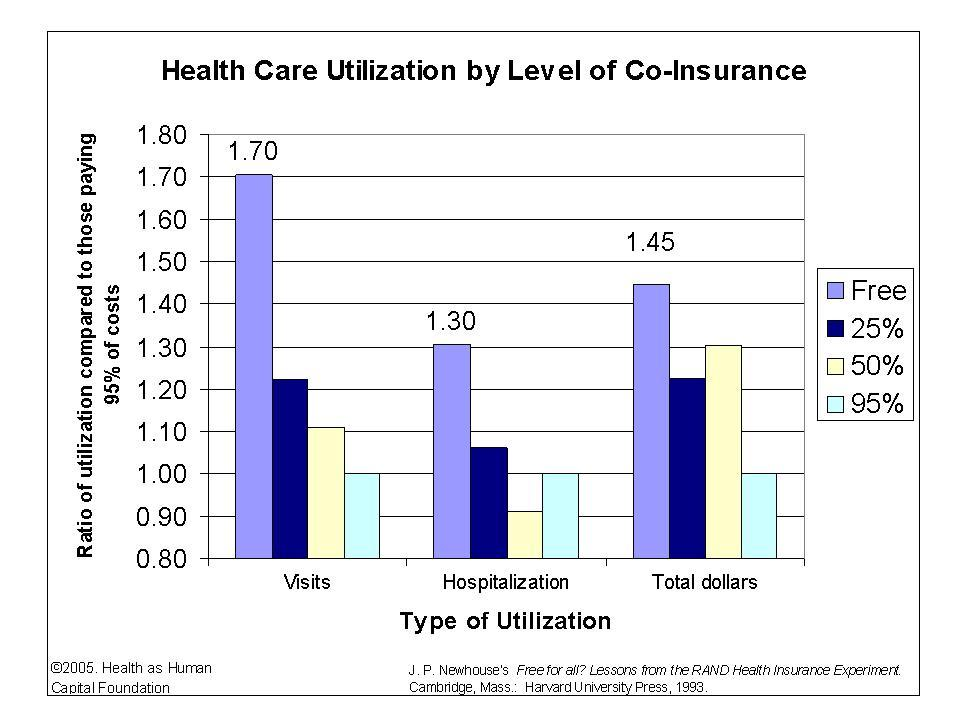 Health Care Utilization by Level of Co-Insurance
Ratio of utilization compared to those paying
95% of costs
1.80
1.70
1.60
1.50
1.40
1.30
1.20
1.10
1.00
0.90
0.80
1.70
1.30
1.45
Visits
Hospitalization
Total dollars
Type of Utilization
Free
25%
50%
95%
©2005. Health as Human
Capital Foundation
J. P. Newhouse's Free for all? Lessons from the RAND Health Insurance Experiment.
Cambridge, Mass.: Harvard University Press, 1993.